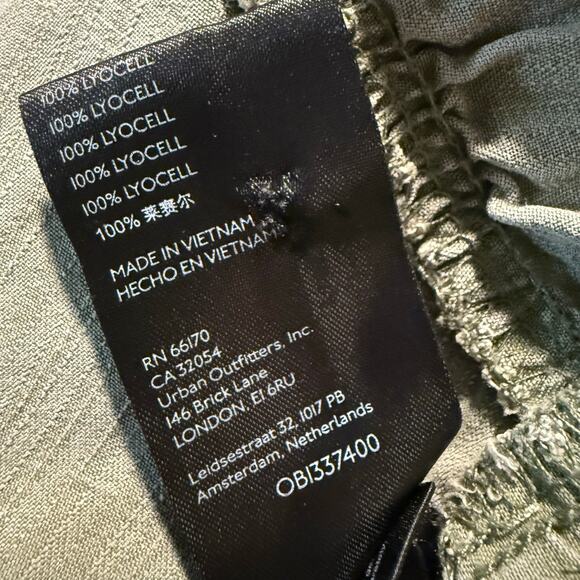 100% LYOCELL
100% LYOCELL
100% LYOCELL
100% LYOCELL
100% LYOCELL
100% 莱赛尔
MADE IN VIETNAM
HECHO EN VIETNAM
RN 66170
CA 32054
Urban Outfitters, Inc.
146 Brick Lane
LONDON, E1 6RU
Leidsestraat 32, 1017 PB
Amsterdam, Netherlands
OB1337400